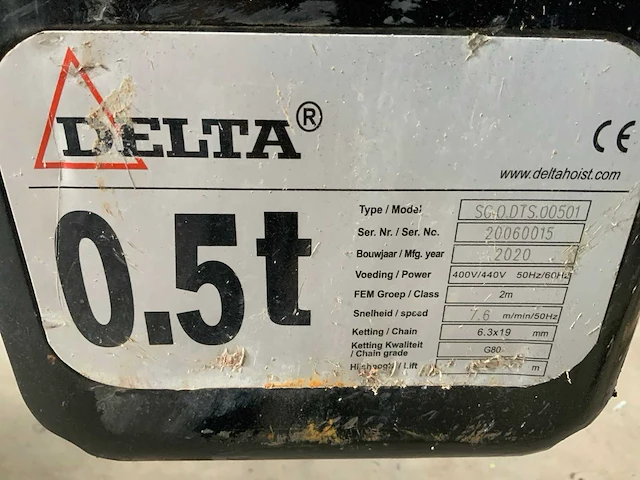 DELTA®
CE
www.deltahoist.com
0.5t
Type / Model SC.O.DTS.00501
Ser. Nr. / Ser. Nc. 20060015
Bouwjaar / Mfg. year 2020
Voeding / Power 400V/440V 50Hz/60Hz
FEM Groep / Class 2m
Snelheid / speed 7.6 m/min/50Hz
Ketting / Chain 6.3x19 mm
Ketting Kwaliteit
/ Chain grade G80
/ Lift m